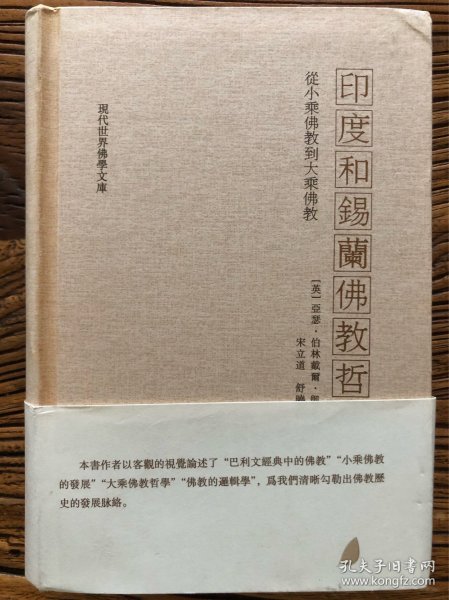 印度和錫蘭佛教哲
從小乘佛教到大乘佛教
〔英〕亞瑟·伯林戴爾·
宋立道 舒
現代世界佛學文庫
本書作者以客觀的視覺論述了“巴利文經典中的佛教”“小乘佛教
的發展”“大乘佛教哲學”“佛教的邏輯學”，爲我們清晰勾勒出佛教歷
史的發展脉絡。
孔夫子旧书网
www.kongfz.com